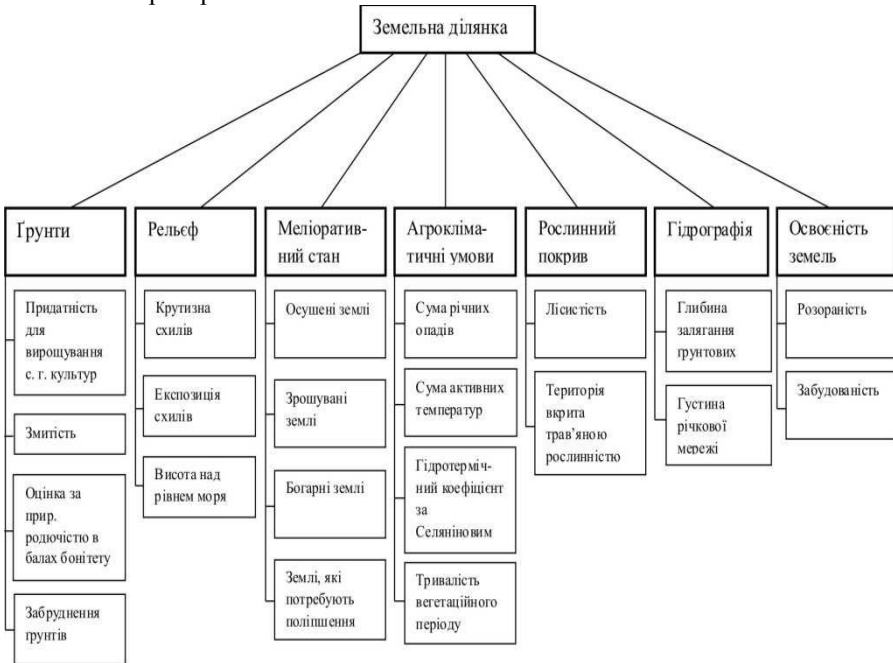 Земельна ділянка
Ґрунти
Придатність
для
вирощування
с. г. культур
Змитість
Оцінка за
прир.
родючістю в
балах бонітету
Забруднення
ґрунтів
Рельєф
Крутизна
схилів
Експозиція
схилів
Висота над
рівнем моря
Меліоратив-
ний стан
Осушені землі
Зрошувані
землі
Богарні землі
Землі, які
потребують
поліпшення
Агрокліма-
тичні умови
Сума річних
опадів
Сума активних
температур
Гідротерміч-
ний коефіцієнт
за
Селяніновим
Тривалість
вегетаційного
періоду
Рослинний
покрив
Лісистість
Територія
вкрита
трав’яною
рослинністю
Гідрографія
Глибина
залягання
ґрунтових
Густина
річкової
мережі
Освоєність
земель
Розораність
Забудованість